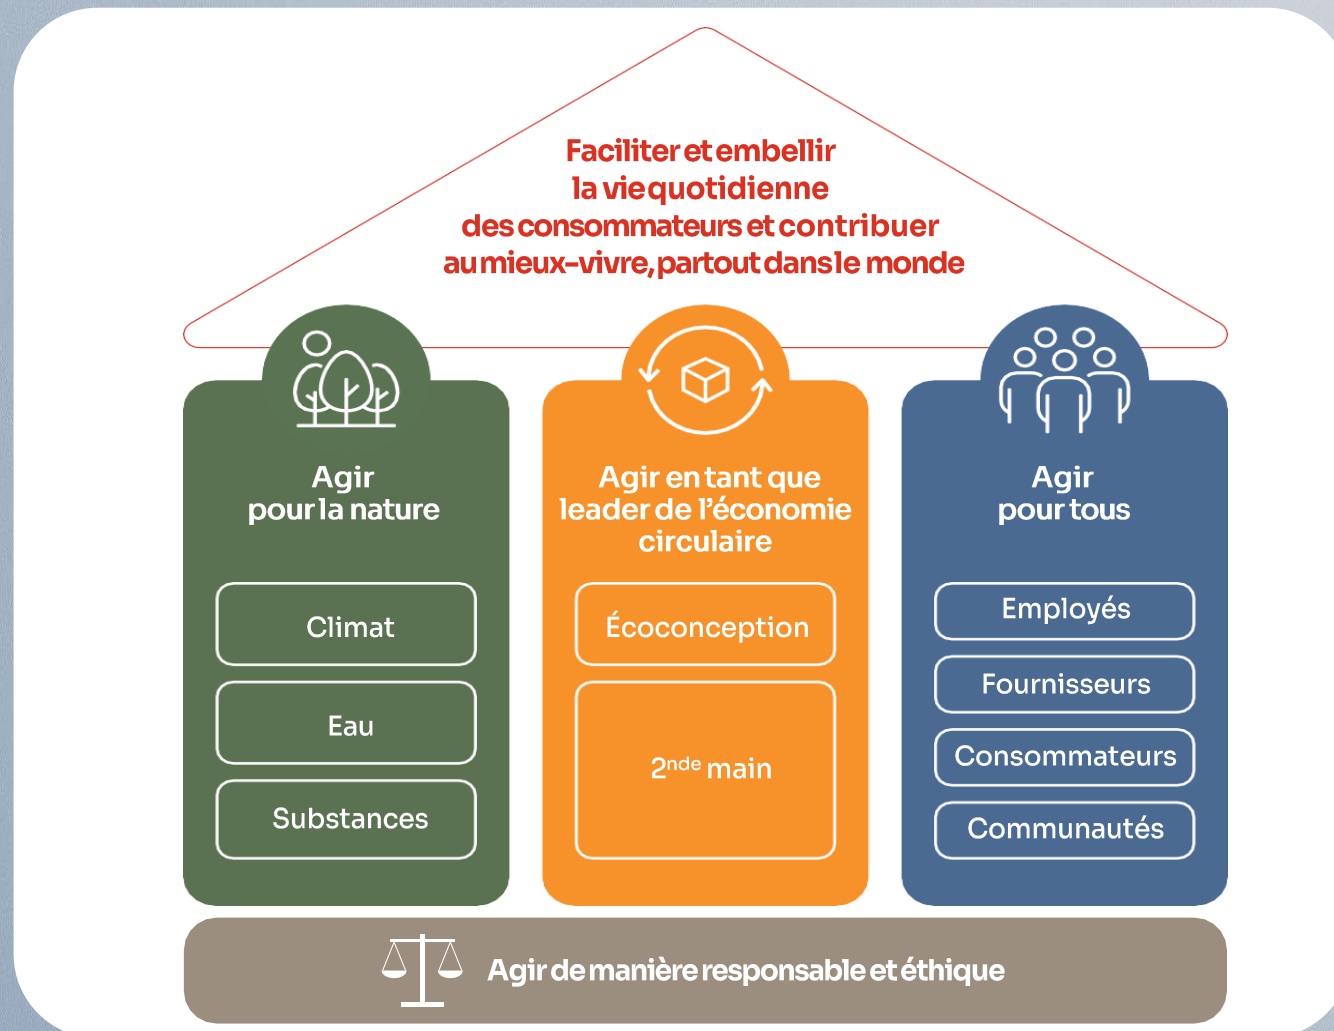 Faciliter et embellir
la vie quotidienne
des consommateurs et contribuer
au mieux-vivre, partout dans le monde
Agir
pour la nature
Climat
Eau
Substances
Agir en tant que
leader de l’économie
circulaire
Écoconception
2nde main
Agir
pour tous
Employés
Fournisseurs
Consommateurs
Communautés
Agir de manière responsable et éthique